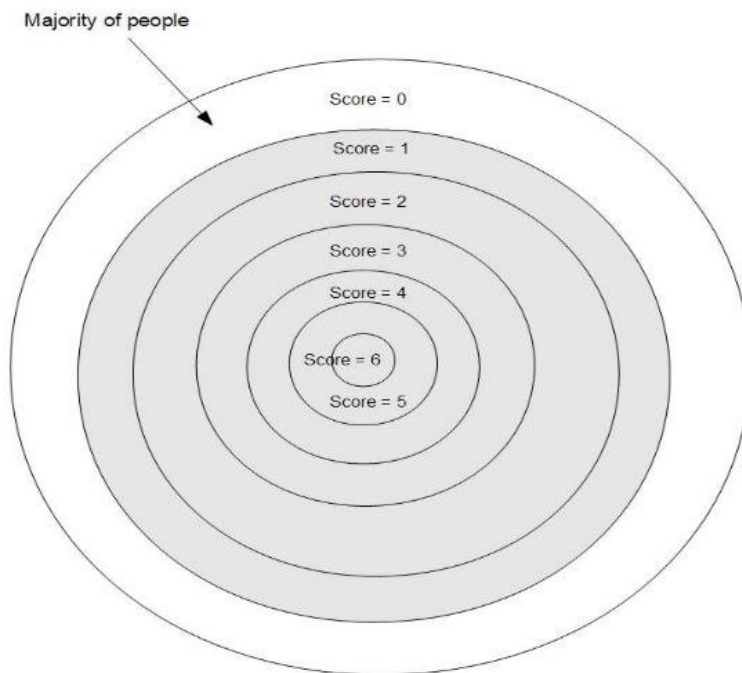 Majority of people
Score = 0
Score = 1
Score = 2
Score = 3
Score = 4
Score = 6
Score = 5